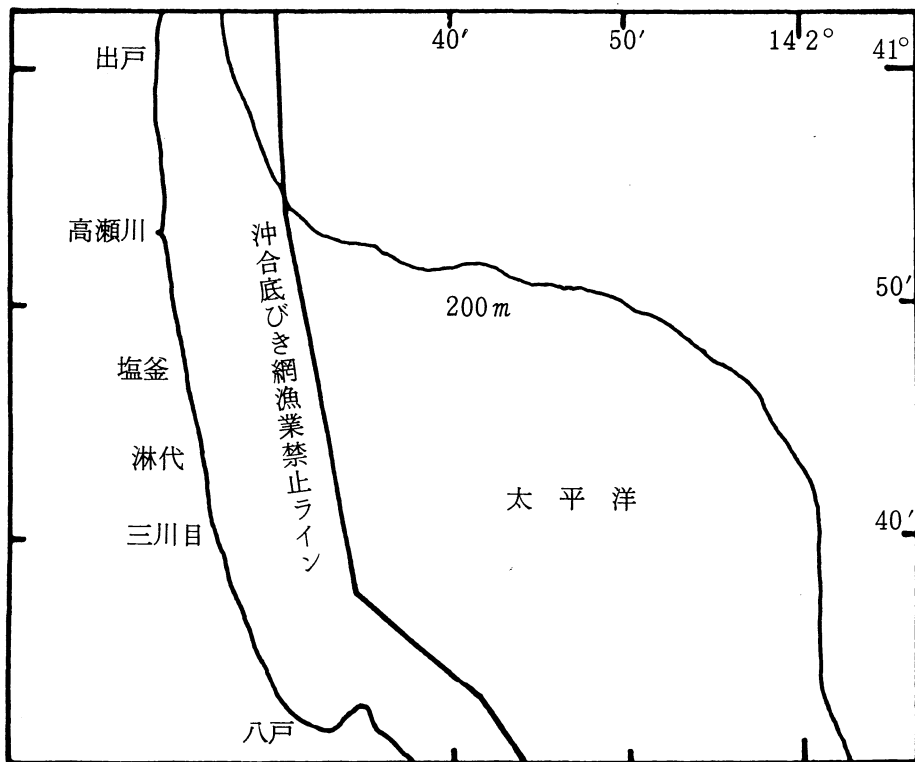 40′
50′
142°
出戸
41°
高瀬川
沖合底びき網漁業禁止ライン
50′
200m
塩釜
淋代
太平洋
三川目
40′
八戸